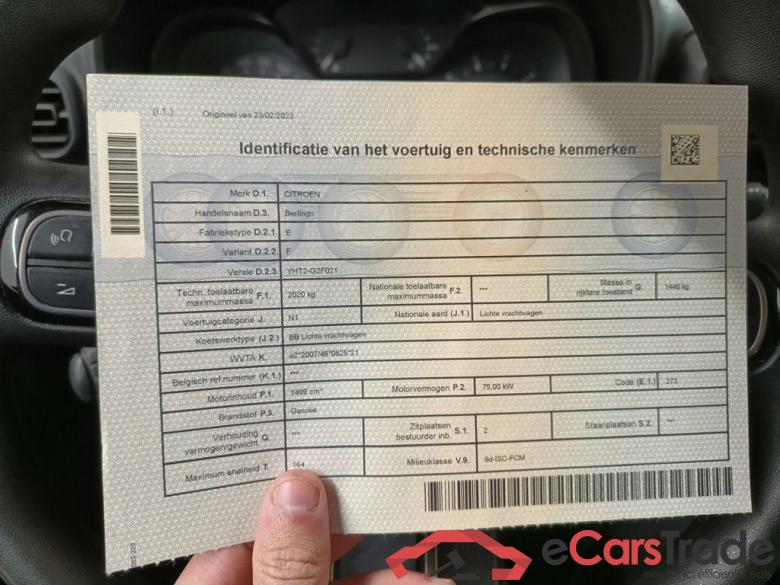 (I.1.) Origineel van 23/02/2023
Identificatie van het voertuig en technische kenmerken
Merk D.1. CITROEN
Handelsnaam D.3. Berlingo
Fabriekstype D.2.1. E
Variant D.2.2. F
Versie D.2.3. YHT2-G2F021
Techn. toelaatbare maximummassa F.1. 2020 kg Nationale toelaatbare maximummassa F.2. *** Massa in rijklare toestand G. 1446 kg
Voertuigcategorie J. N1 Nationale aard (J.1.) Lichte vrachtwagen
Koetswerktype (J.2.) BB Lichte vrachtwagen
WVTA K. e2*2007/46*0625*21
Belgisch ref.nummer (K.1.) ***
Motorinhoud P.1. 1499 cm³ Motorvermogen P.2. 75.00 kW Code (E.1.) 273
Brandstof P.3. Gasolie
Verhouding vermogen/gewicht Q. *** Zitplaatsen bestuurder inb. S.1. 2 Staanplaatsen S.2. ---
Maximum snelheid T. 164 Milieuklasse V.9. 6d-ISC-FCM
eCarsTrade